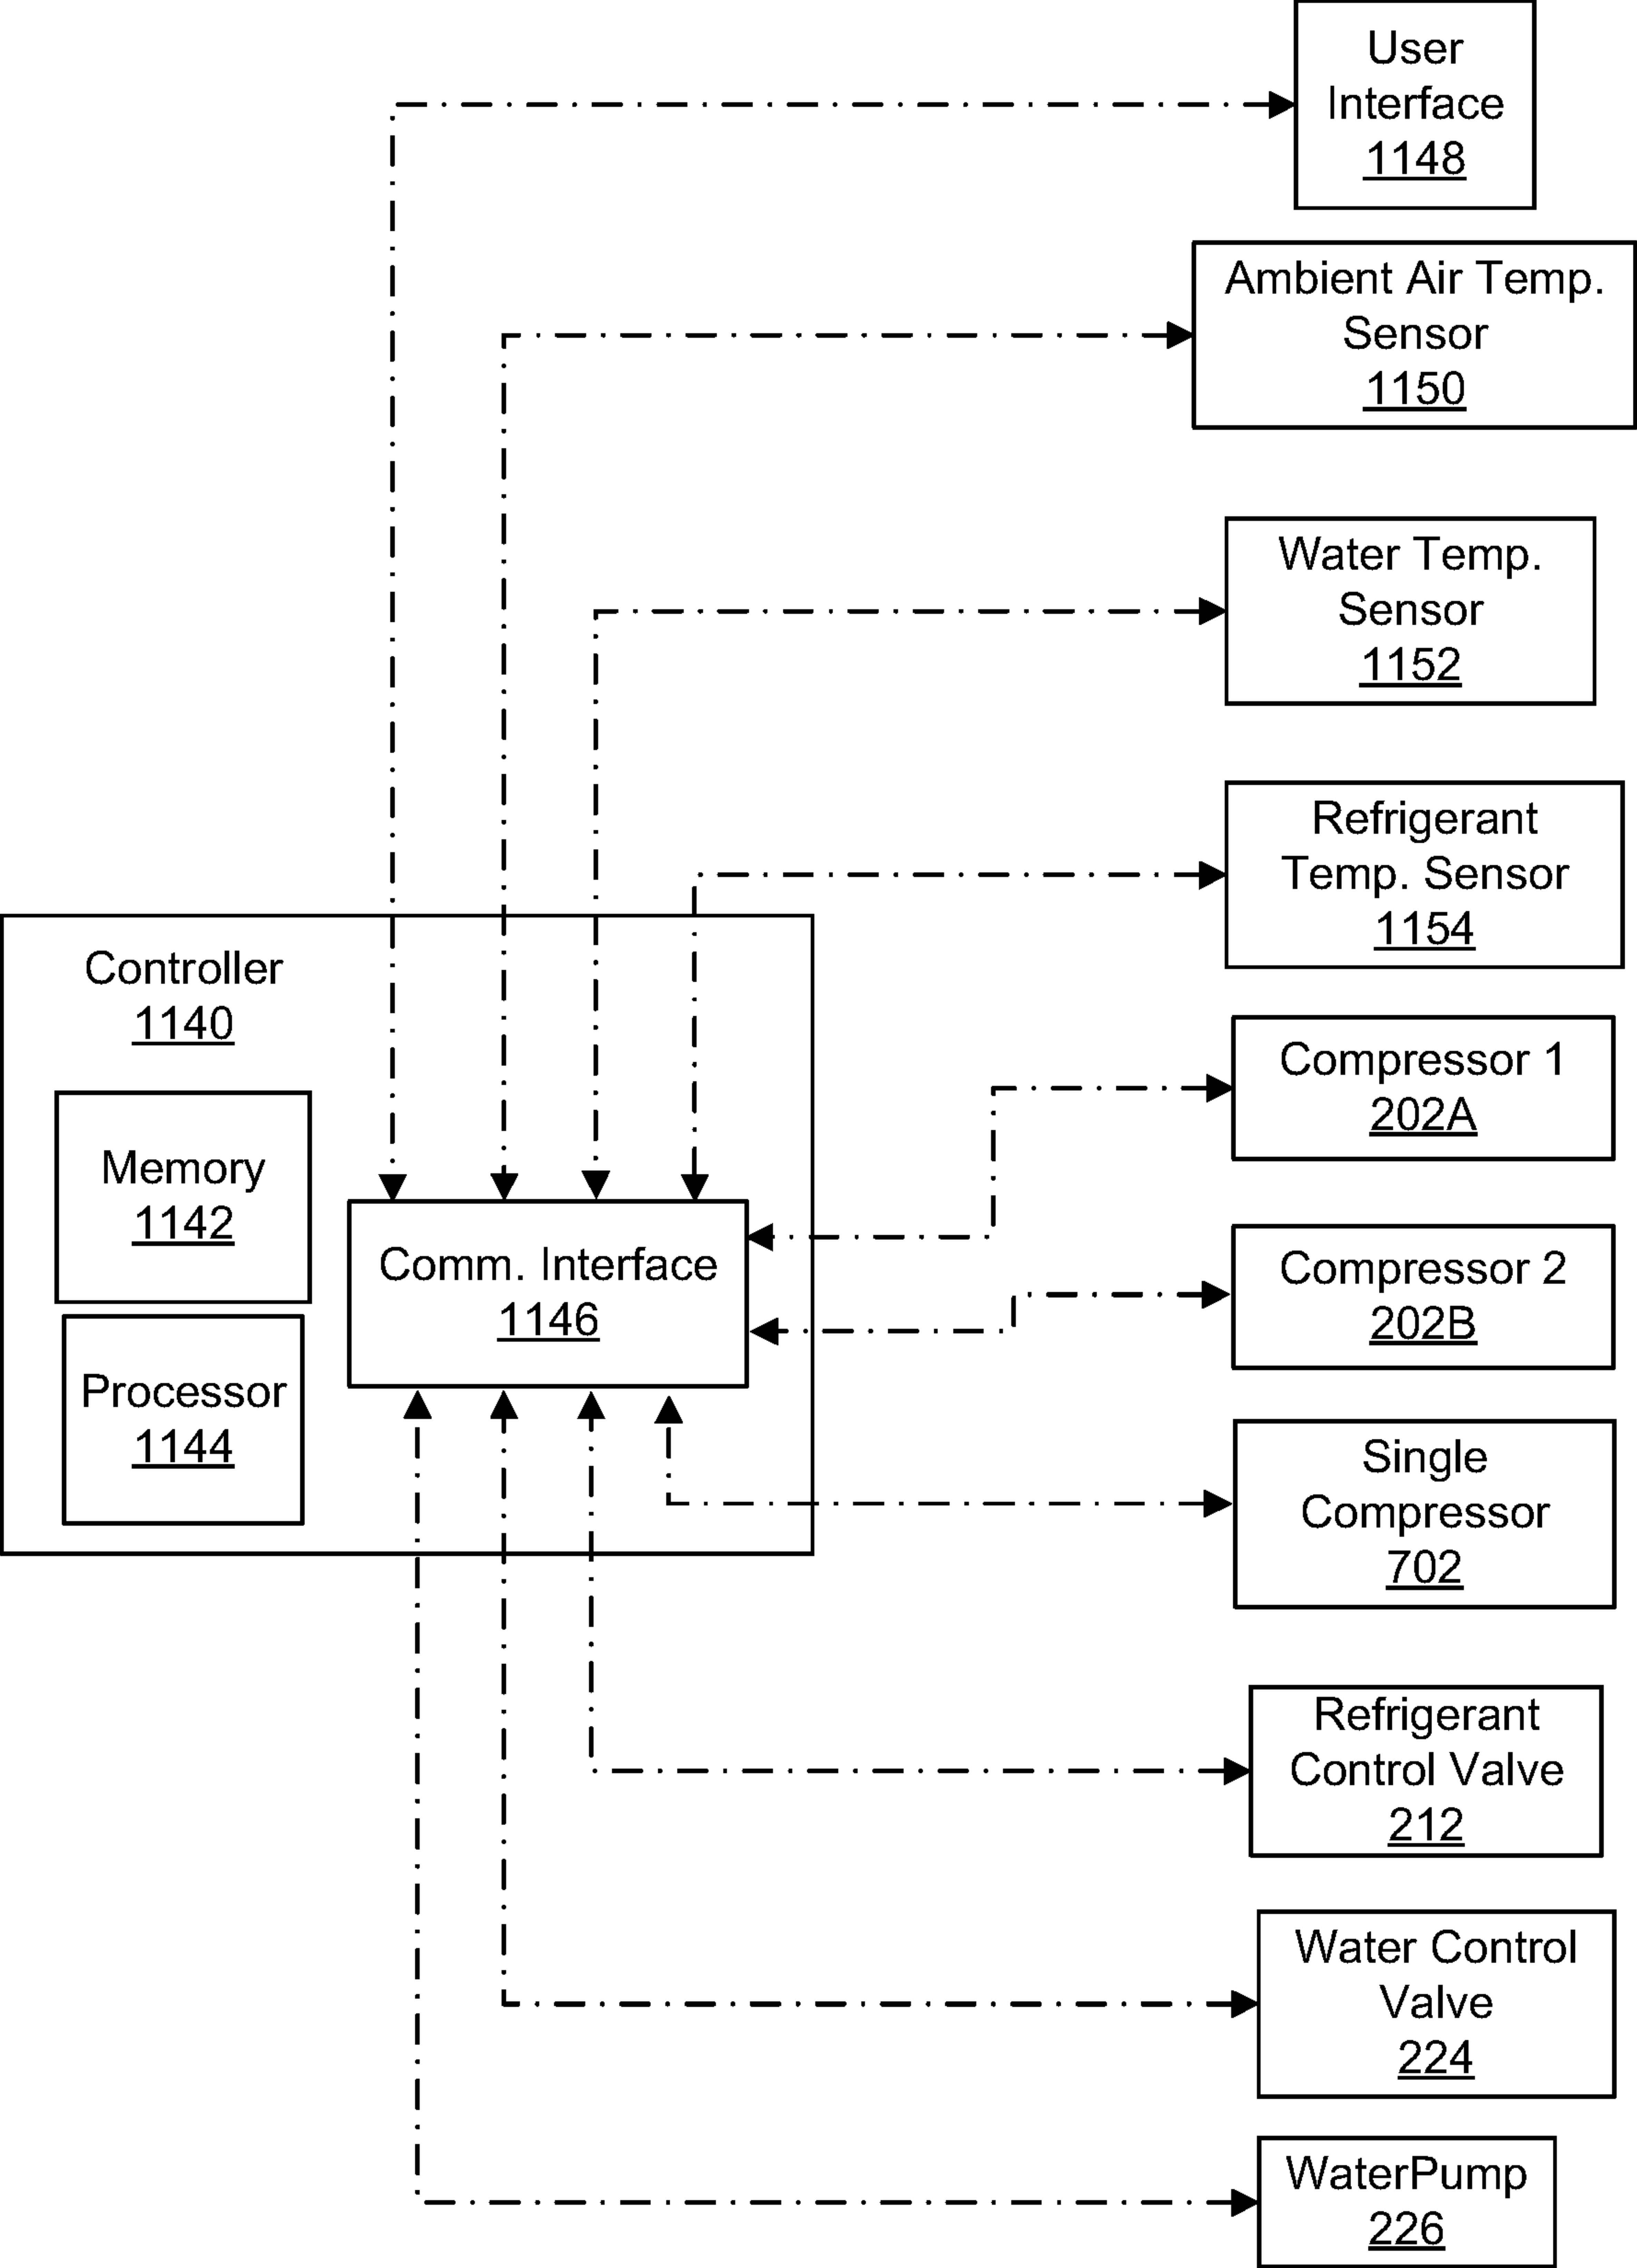 User
Interface
1148
Ambient Air Temp.
Sensor
1150
Water Temp.
Sensor
1152
Refrigerant
Temp. Sensor
1154
Controller
1140
Memory
1142
Processor
1144
Comm. Interface
1146
Compressor 1
202A
Compressor 2
202B
Single
Compressor
702
Refrigerant
Control Valve
212
Water Control
Valve
224
WaterPump
226